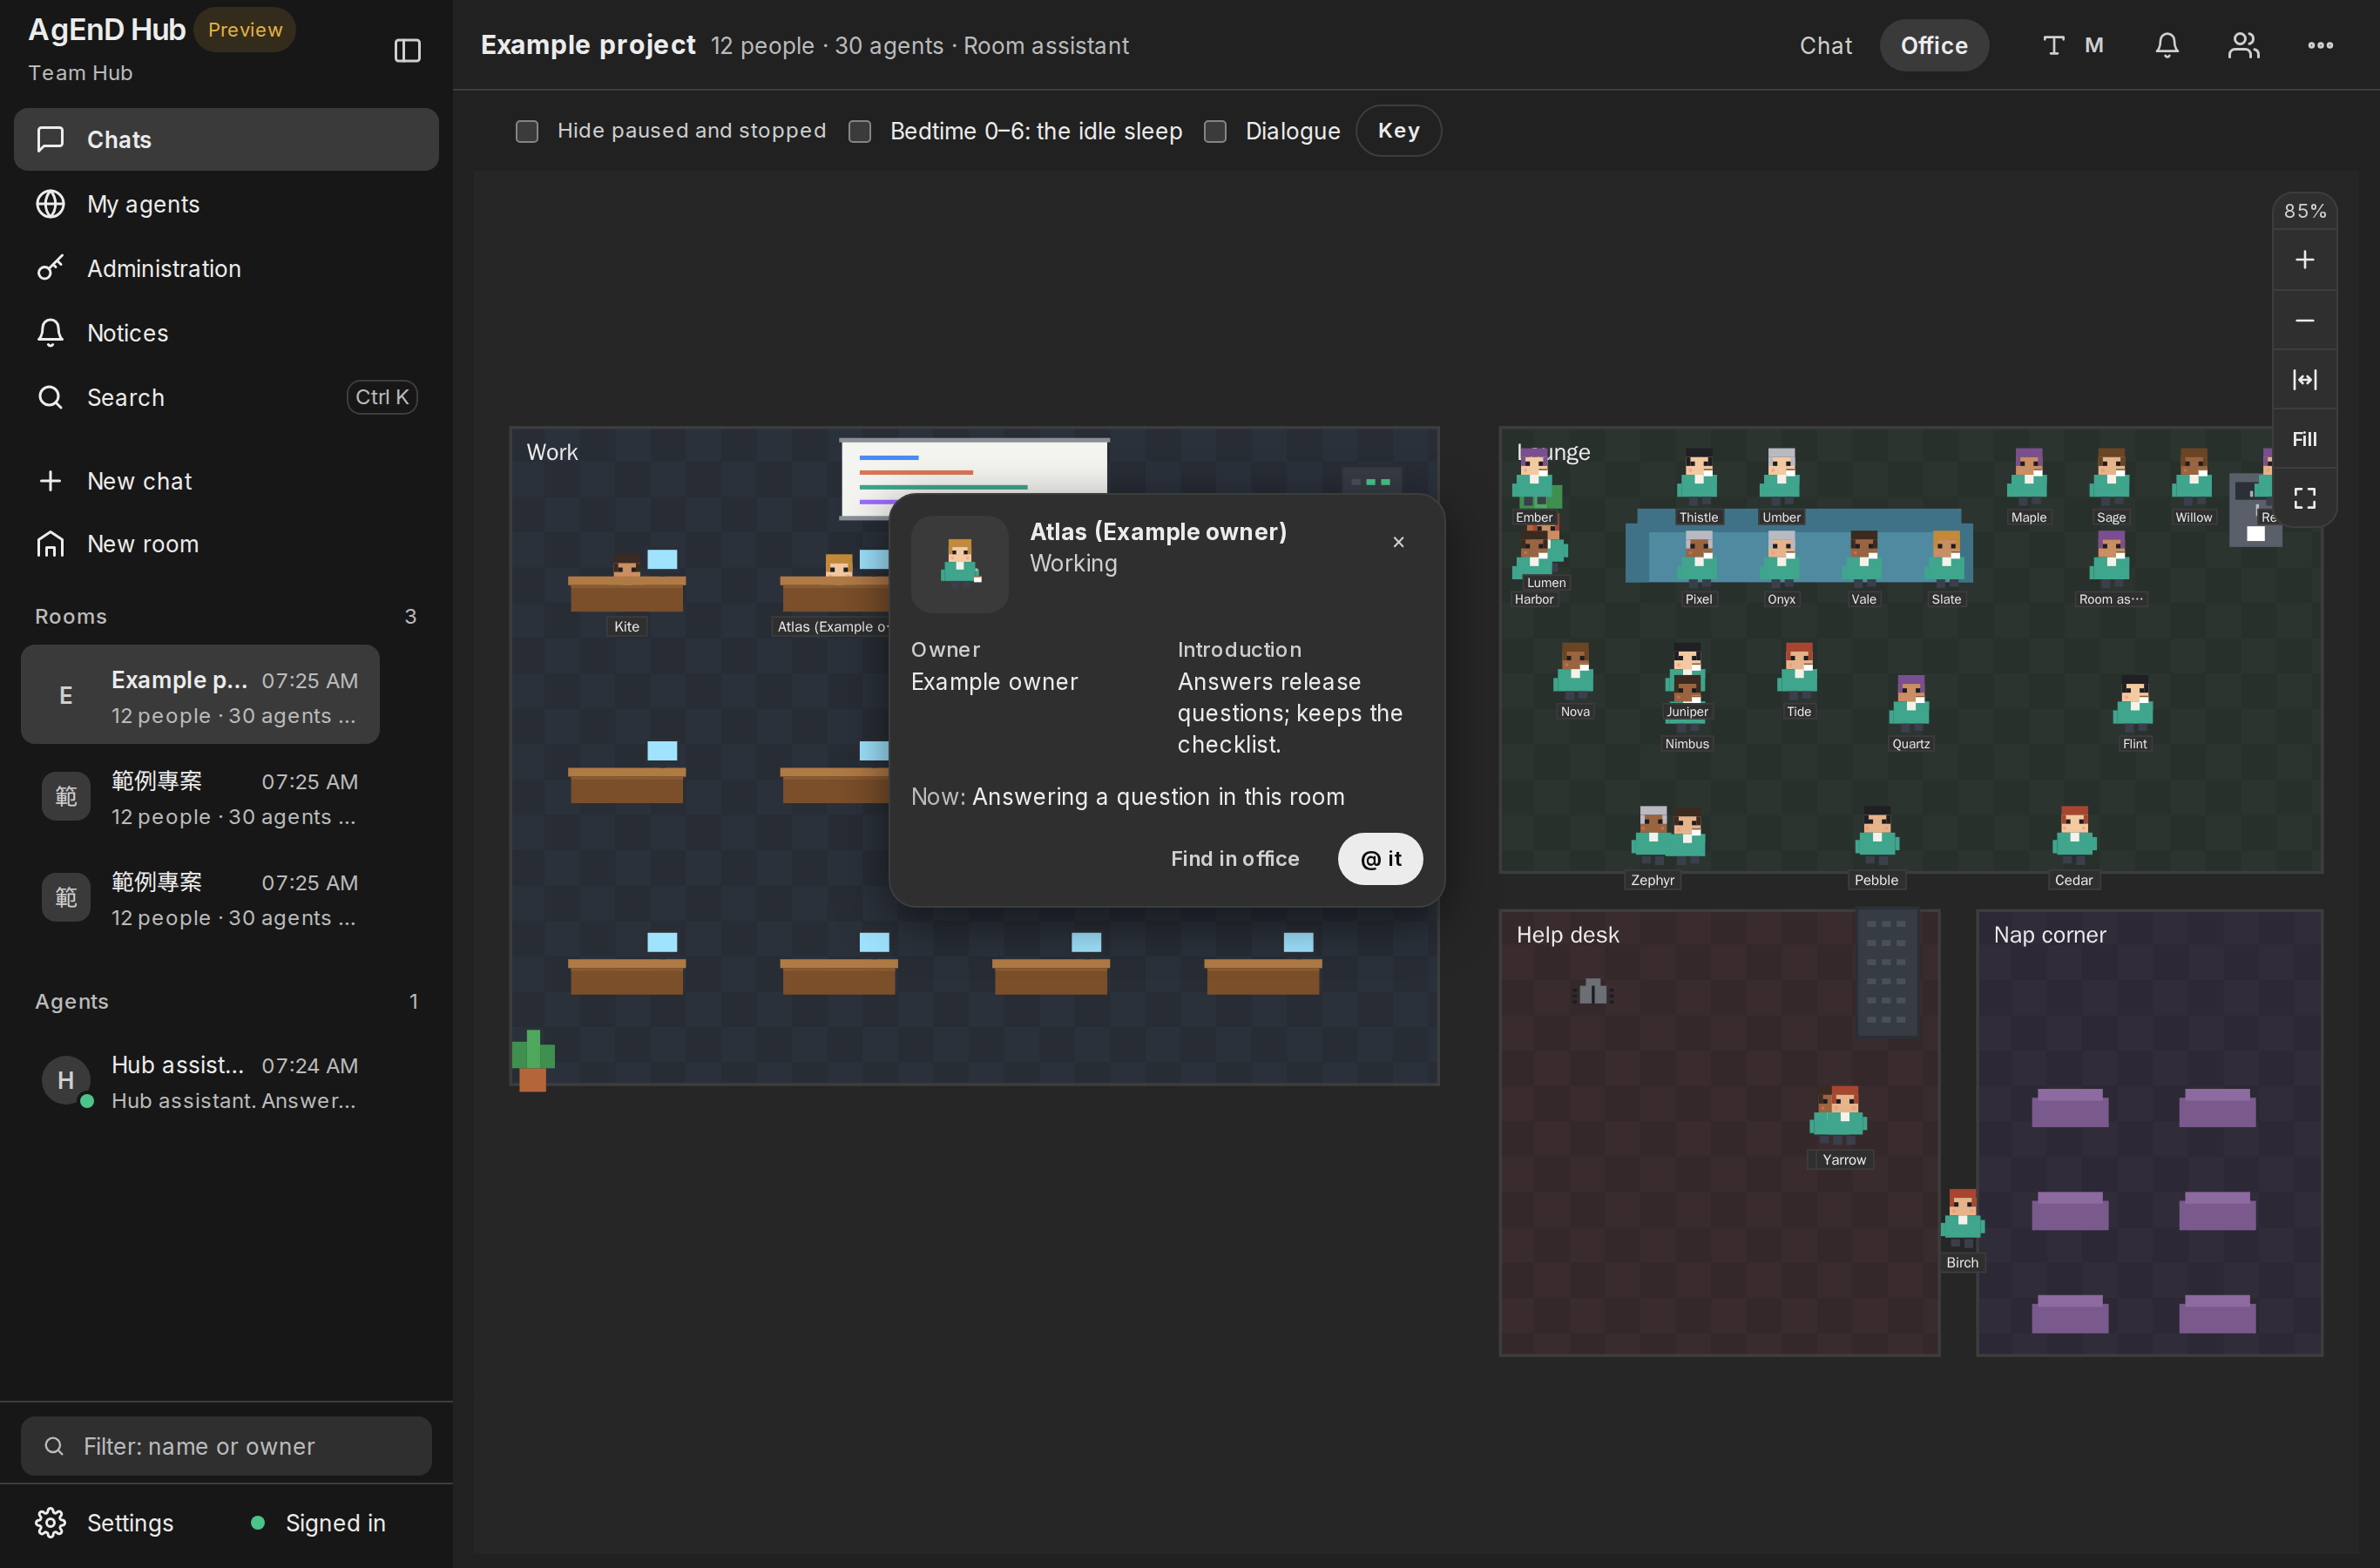 AgEnD Hub Preview
Team Hub
Chats
My agents
Administration
Notices
Search Ctrl K
New chat
New room
Rooms 3
E Example p… 07:25 AM
12 people · 30 agents …
範 範例專案 07:25 AM
12 people · 30 agents …
範 範例專案 07:25 AM
12 people · 30 agents …
Agents 1
H Hub assist… 07:24 AM
Hub assistant. Answer…
Filter: name or owner
Settings Signed in
Example project 12 people · 30 agents · Room assistant
Chat Office T M
Hide paused and stopped Bedtime 0–6: the idle sleep Dialogue Key
85%
Fill
Work
Kite
Atlas (Example o…
Atlas (Example owner)
Working
×
Owner
Example owner
Introduction
Answers release
questions; keeps the
checklist.
Now: Answering a question in this room
Find in office @ it
Lounge
Ember Thistle Umber Maple Sage Willow
Lumen
Harbor Pixel Onyx Vale Slate Room as…
Nova Juniper Tide
Nimbus Quartz Flint
Zephyr Pebble Cedar
Help desk
Yarrow
Nap corner
Birch